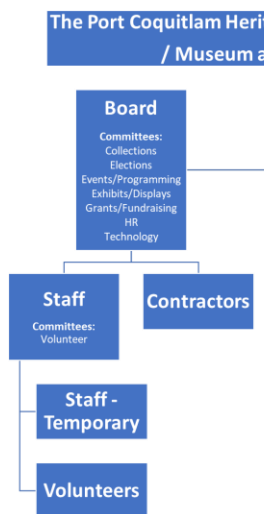 The Port Coquitlam Herit
/ Museum a
Board
Committees:
Collections
Elections
Events/Programming
Exhibits/Displays
Grants/Fundraising
HR
Technology
Staff
Committees:
Volunteer
Contractors
Staff -
Temporary
Volunteers